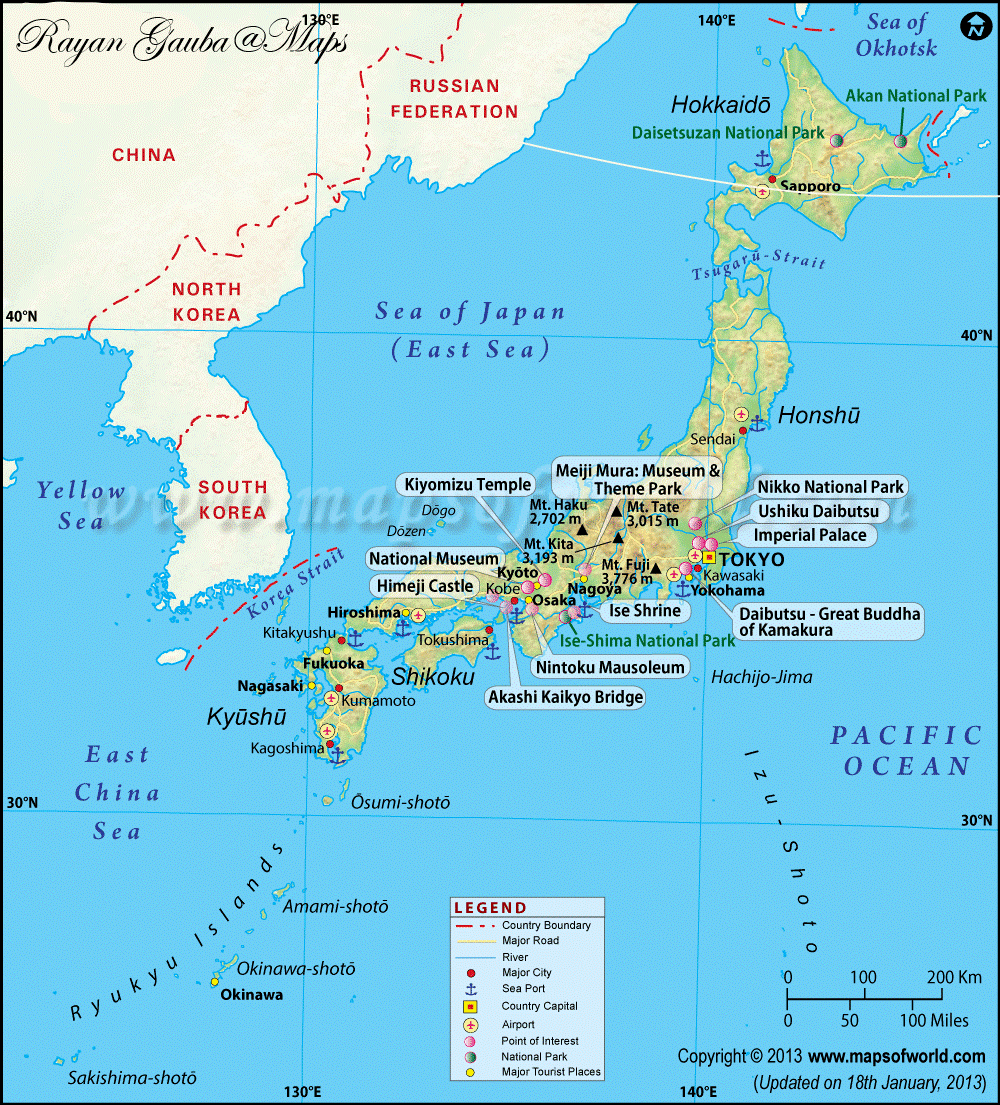 Rayan Gauba@Maps
130°E
140°E
Sea of
Okhotsk
N
RUSSIAN
FEDERATION
Hokkaidō
Akan National Park
Daisetsuzan National Park
CHINA
Sapporo
Tsugaru-Strait
NORTH
KOREA
Sea of Japan
(East Sea)
40°N
40°N
Honshū
Sendai
Meiji Mura: Museum &
Theme Park
Kiyomizu Temple
Nikko National Park
Yellow
Sea
SOUTH
KOREA
Dōgo
Mt. Haku
2,702 m
Mt. Tate
3,015 m
Ushiku Daibutsu
Dōzen
Imperial Palace
Mt. Kita
3,193 m
National Museum
TOKYO
Korea Strait
Kyōto
Mt. Fuji
3,776 m
Kawasaki
Himeji Castle
Kobe
Nagoya
Yokohama
Osaka
Hiroshima
Ise Shrine
Daibutsu - Great Buddha
of Kamakura
Kitakyushu
Tokushima
Ise-Shima National Park
Fukuoka
Nintoku Mausoleum
Shikoku
Hachijo-Jima
Nagasaki
Akashi Kaikyo Bridge
Kumamoto
Kyūshū
Kagoshima
PACIFIC
OCEAN
East
China
Sea
Izu-Shoto
Ōsumi-shotō
30°N
30°N
Ryukyu Islands
Amami-shotō
Okinawa-shotō
Okinawa
Sakishima-shotō
LEGEND
Country Boundary
Major Road
River
Major City
Sea Port
Country Capital
Airport
Point of Interest
National Park
Major Tourist Places
0 100 200 Km
0 50 100 Miles
Copyright © 2013 www.mapsofworld.com
(Updated on 18th January, 2013)
130°E
140°E